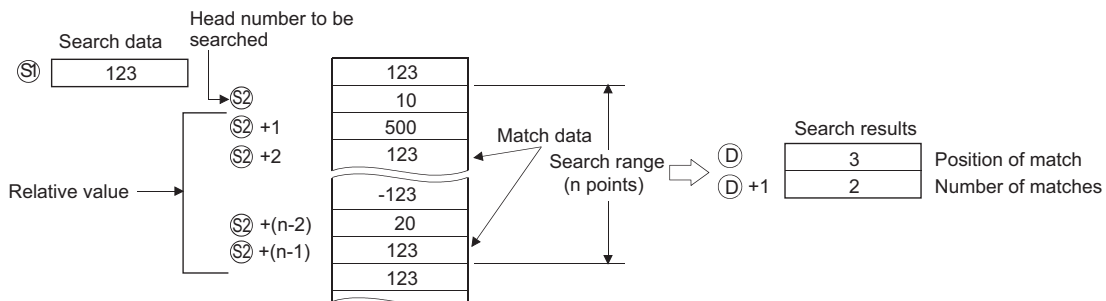 Head number to be
searched
Search data
S1 123
123
S2 10
S2 +1 500
S2 +2 123
-123
S2 +(n-2) 20
S2 +(n-1) 123
123
Relative value
Match data
Search range
(n points)
Search results
D 3 Position of match
D +1 2 Number of matches